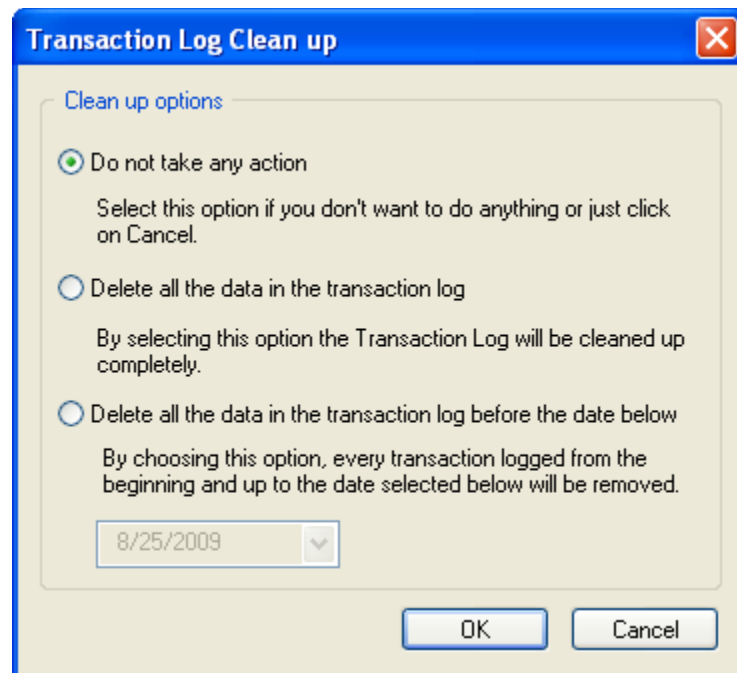 Transaction Log Clean up
Clean up options
Do not take any action
Select this option if you don't want to do anything or just click
on Cancel.
Delete all the data in the transaction log
By selecting this option the Transaction Log will be cleaned up
completely.
Delete all the data in the transaction log before the date below
By choosing this option, every transaction logged from the
beginning and up to the date selected below will be removed.
8/25/2009
OK Cancel